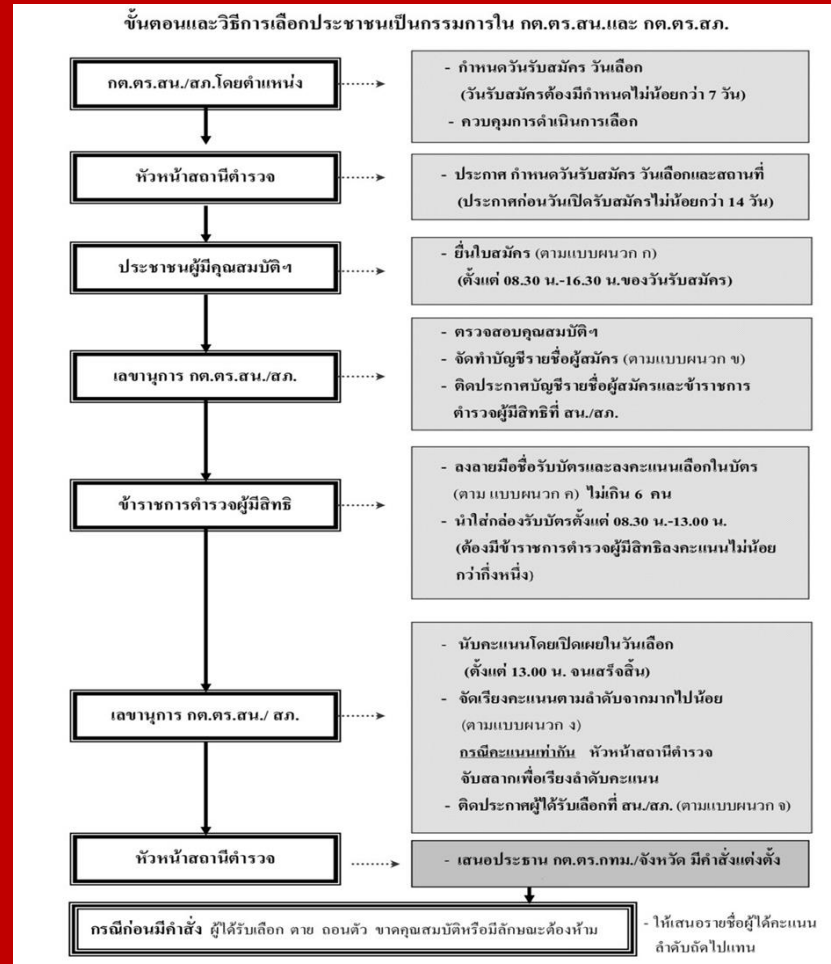 ขั้นตอนและวิธีการเลือกประชาชนเป็นกรรมการใน กต.ตร.สน.และ กต.ตร.สภ.
กต.ตร.สน./สภ.โดยตำแหน่ง
- กำหนดวันรับสมัคร วันเลือก
(วันรับสมัครต้องมีกำหนดไม่น้อยกว่า 7 วัน)
- ควบคุมการดำเนินการเลือก
หัวหน้าสถานีตำรวจ
- ประกาศ กำหนดวันรับสมัคร วันเลือกและสถานที่
(ประกาศก่อนวันเปิดรับสมัครไม่น้อยกว่า 14 วัน)
ประชาชนผู้มีคุณสมบัติฯ
- ยื่นใบสมัคร (ตามแบบผนวก ก)
(ตั้งแต่ 08.30 น.-16.30 น.ของวันรับสมัคร)
เลขานุการ กต.ตร.สน./สภ.
- ตรวจสอบคุณสมบัติฯ
- จัดทำบัญชีรายชื่อผู้สมัคร (ตามแบบผนวก ข)
- ติดประกาศบัญชีรายชื่อผู้สมัครและข้าราชการ
ตำรวจผู้มีสิทธิที่ สน./สภ.
ข้าราชการตำรวจผู้มีสิทธิ
- ลงลายมือชื่อรับบัตรและลงคะแนนเลือกในบัตร
(ตาม แบบผนวก ค) ไม่เกิน 6 คน
- นำใส่กล่องรับบัตรตั้งแต่ 08.30 น.-13.00 น.
(ต้องมีข้าราชการตำรวจผู้มีสิทธิลงคะแนนไม่น้อย
กว่ากึ่งหนึ่ง)
เลขานุการ กต.ตร.สน./ สภ.
- นับคะแนนโดยเปิดเผยในวันเลือก
(ตั้งแต่ 13.00 น. จนเสร็จสิ้น)
- จัดเรียงคะแนนตามลำดับจากมากไปน้อย
(ตามแบบผนวก ง)
กรณีคะแนนเท่ากัน หัวหน้าสถานีตำรวจ
จับสลากเพื่อเรียงลำดับคะแนน
- ติดประกาศผู้ได้รับเลือกที่ สน./สภ. (ตามแบบผนวก จ)
หัวหน้าสถานีตำรวจ
- เสนอประธาน กต.ตร.กทม./จังหวัด มีคำสั่งแต่งตั้ง
กรณีก่อนมีคำสั่ง ผู้ได้รับเลือก ตาย ถอนตัว ขาดคุณสมบัติหรือมีลักษณะต้องห้าม
- ให้เสนอรายชื่อผู้ได้คะแนน
ลำดับถัดไปแทน